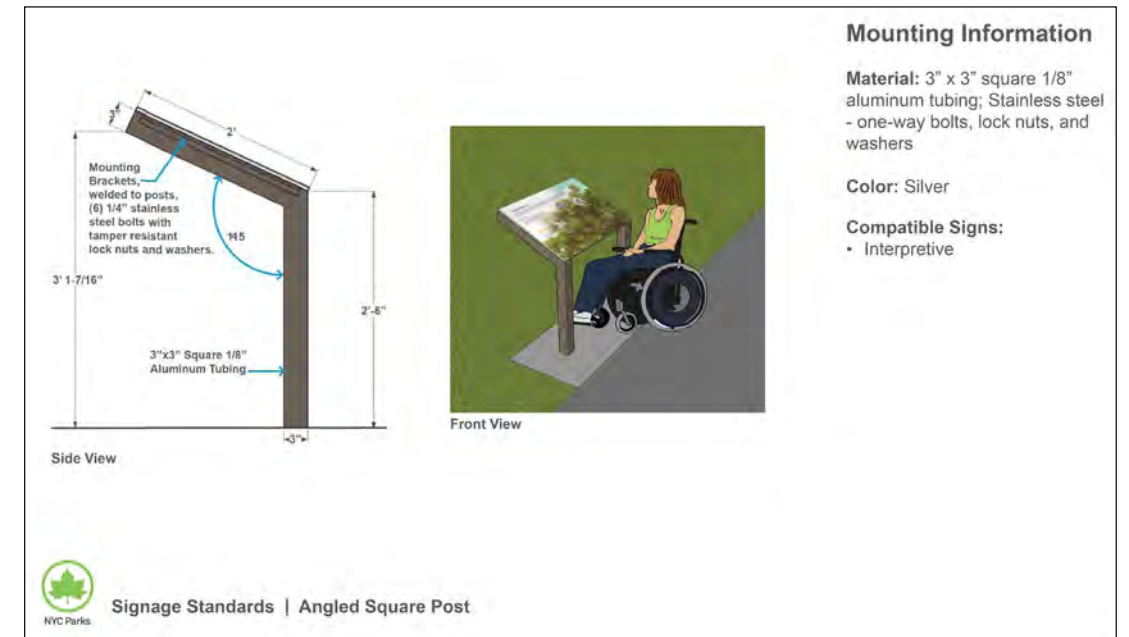 Mounting Information
Material: 3” x 3” square 1/8”
aluminum tubing; Stainless steel
- one-way bolts, lock nuts, and
washers
Color: Silver
Compatible Signs:
• Interpretive
3"
2'
Mounting
Brackets,
welded to posts,
(6) 1/4" stainless
steel bolts with
tamper resistant
lock nuts and washers.
145
3' 1-7/16"
2'-6"
3"x3" Square 1/8"
Aluminum Tubing
3"
Side View
Front View
NYC Parks
Signage Standards | Angled Square Post